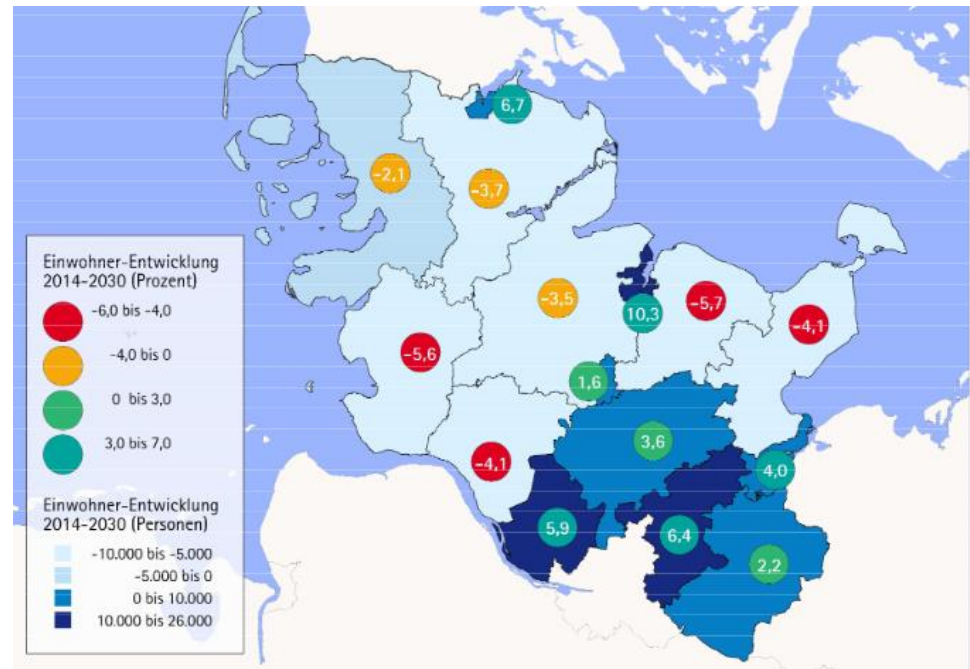 6,7
-2,1
-3,7
-3,5
10,3
-5,7
-4,1
-5,6
1,6
3,6
-4,1
4,0
5,9
6,4
2,2
Einwohner-Entwicklung
2014-2030 (Prozent)
-6,0 bis -4,0
-4,0 bis 0
0 bis 3,0
3,0 bis 7,0
Einwohner-Entwicklung
2014-2030 (Personen)
-10.000 bis -5.000
-5.000 bis 0
0 bis 10.000
10.000 bis 26.000